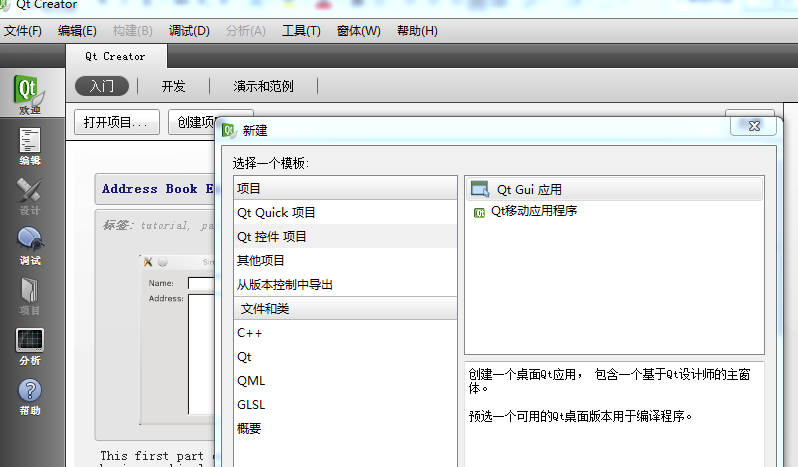 Qt Creator
文件(F) 编辑(E) 构建(B) 调试(D) 分析(A) 工具(T) 窗体(W) 帮助(H)
Qt Creator
Qt
欢迎
入门 开发 演示和范例
打开项目... 创建项
编辑
设计
调试
项目
分析
帮助
Address Book E
标签: tutorial, pa
Name:
Address:
This first part
新建
选择一个模板:
项目
Qt Quick 项目
Qt 控件 项目
其他项目
从版本控制中导出
文件和类
C++
Qt
QML
GLSL
概要
Qt Gui 应用
Qt移动应用程序
创建一个桌面Qt应用， 包含一个基于Qt设计师的主窗
体。
预选一个可用的Qt桌面版本用于编译程序。